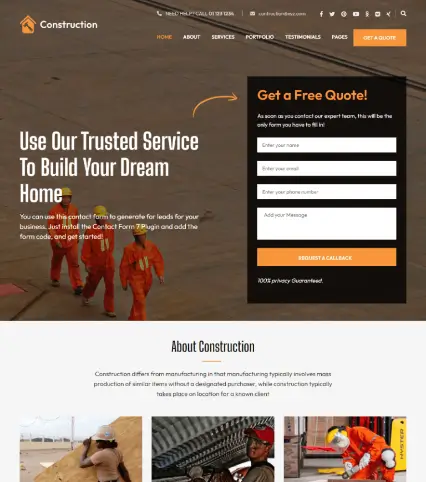 NEED HELP? CALL 01 123 1234
contruction@xyz.com
Construction
HOME
ABOUT
SERVICES
PORTFOLIO
TESTIMONIALS
PAGES
GET A QUOTE
Use Our Trusted Service
To Build Your Dream
Home
You can use this contact farm to generate for leads for your
business. Just install the Contact Form 7 Plugin and add the
form code, and get started!
Get a Free Quote!
As soon as you contact our expert team, this will be the
only form you have to fill in!
Enter your name
Enter your email
Enter your phone number
Add your Message
REQUEST A CALLBACK
100% privacy Guaranteed.
About Construction
Construction differs from manufacturing in that manufacturing typically involves mass
production of similar items without a designated purchaser, while construction typically
takes place on location for a known client
HYSTER